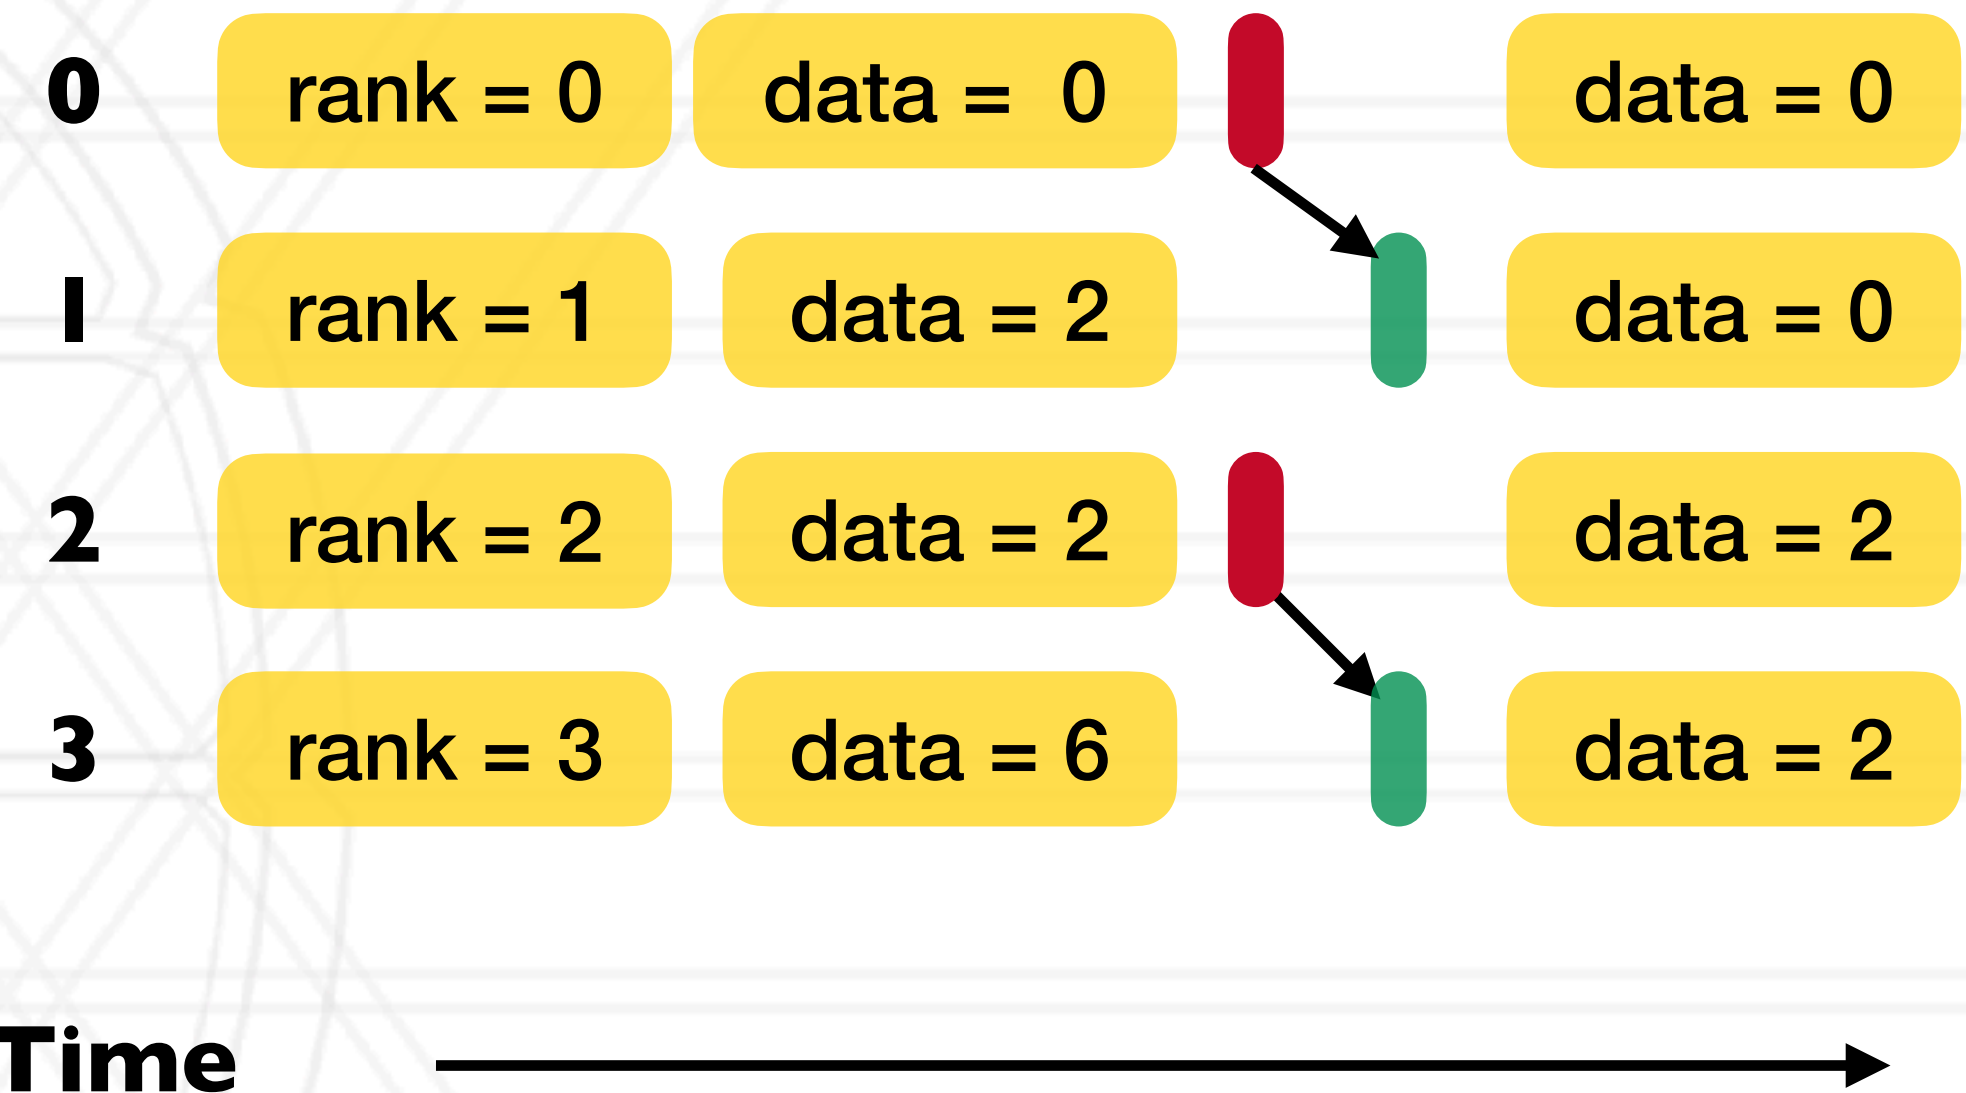 0 rank = 0 data = 0 data = 0
1 rank = 1 data = 2 data = 0
2 rank = 2 data = 2 data = 2
3 rank = 3 data = 6 data = 2
Time